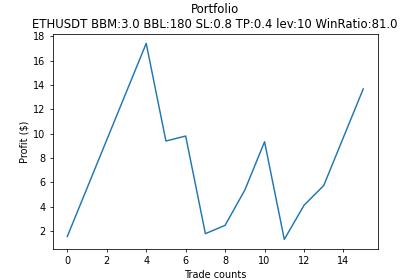 Portfolio
ETHUSDT BBM:3.0 BBL:180 SL:0.8 TP:0.4 lev:10 WinRatio:81.0
18
16
14
12
10
8
6
4
2
Profit ($)
0 2 4 6 8 10 12 14
Trade counts